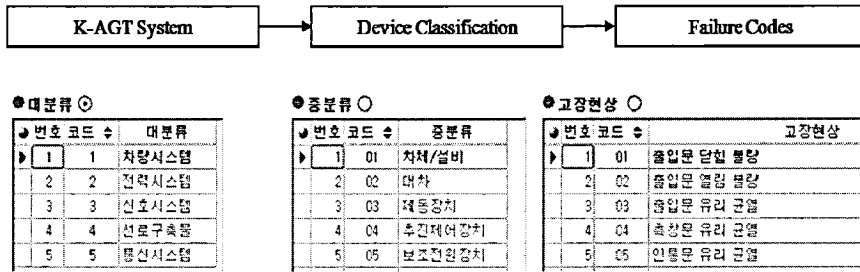 K-AGT System
Device Classification
Failure Codes
대분류
번호 코드 대분류
1 1 차량시스템
2 2 전력시스템
3 3 신호시스템
4 4 선로구축물
5 5 통신시스템
중분류
번호 코드 중분류
1 01 차체/설비
2 02 대차
3 03 제동장치
4 04 추진제어장치
5 05 보조전원장치
고장현상
번호 코드 고장현상
1 01 출입문 닫힘 불량
2 02 출입문 열림 불량
3 03 출입문 유리 균열
4 04 측창문 유리 균열
5 05 인통문 유리 균열